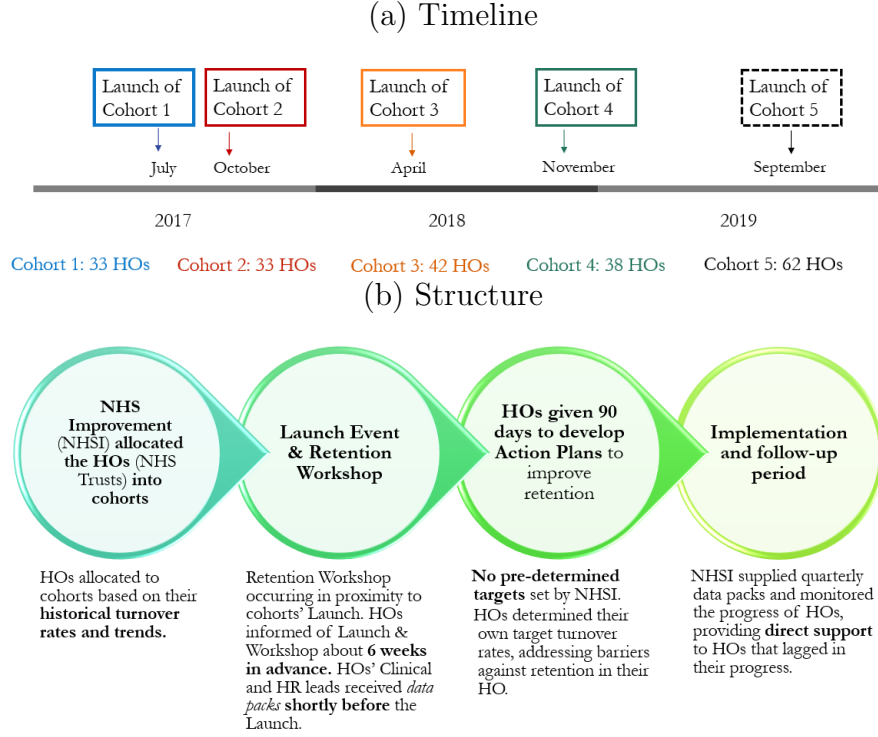 (a) Timeline
Launch of
Cohort 1
Launch of
Cohort 2
Launch of
Cohort 3
Launch of
Cohort 4
Launch of
Cohort 5
July
October
April
November
September
2017
2018
2019
Cohort 1: 33 HOs
Cohort 2: 33 HOs
Cohort 3: 42 HOs
Cohort 4: 38 HOs
Cohort 5: 62 HOs
(b) Structure
NHS
Improvement
(NHSI) allocated
the HOs (NHS
Trusts) into
cohorts
Launch Event
& Retention
Workshop
HOs given 90
days to develop
Action Plans to
improve
retention
Implementation
and follow-up
period
HOs allocated to
cohorts based on their
historical turnover
rates and trends.
Retention Workshop
occurring in proximity to
cohorts' Launch. HOs
informed of Launch &
Workshop about 6 weeks
in advance. HOs' Clinical
and HR leads received data
packs shortly before the
Launch.
No pre-determined
targets set by NHSI.
HOs determined their
own target turnover
rates, addressing barriers
against retention in their
HO.
NHSI supplied quarterly
data packs and monitored
the progress of HOs,
providing direct support
to HOs that lagged in
their progress.